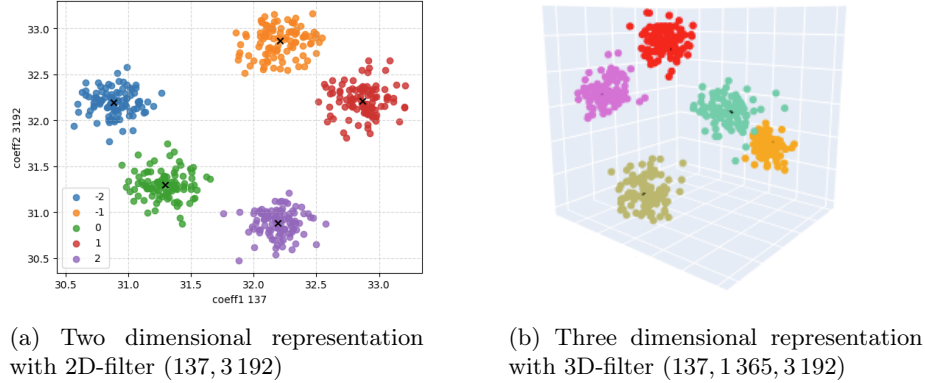 33.0
32.5
32.0
31.5
31.0
30.5
coeff2 3192
-2
-1
0
1
2
30.5 31.0 31.5 32.0 32.5 33.0
coeff1 137
(a) Two dimensional representation
with 2D-filter (137, 3 192)
(b) Three dimensional representation
with 3D-filter (137, 1 365, 3 192)